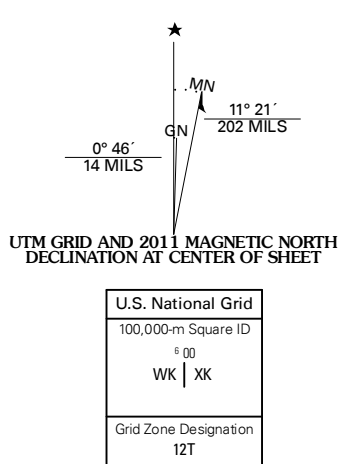 ★
MN
GN
11° 21´
202 MILS
0° 46´
14 MILS
UTM GRID AND 2011 MAGNETIC NORTH
DECLINATION AT CENTER OF SHEET
U.S. National Grid
100,000-m Square ID
6 00
WK | XK
Grid Zone Designation
12T